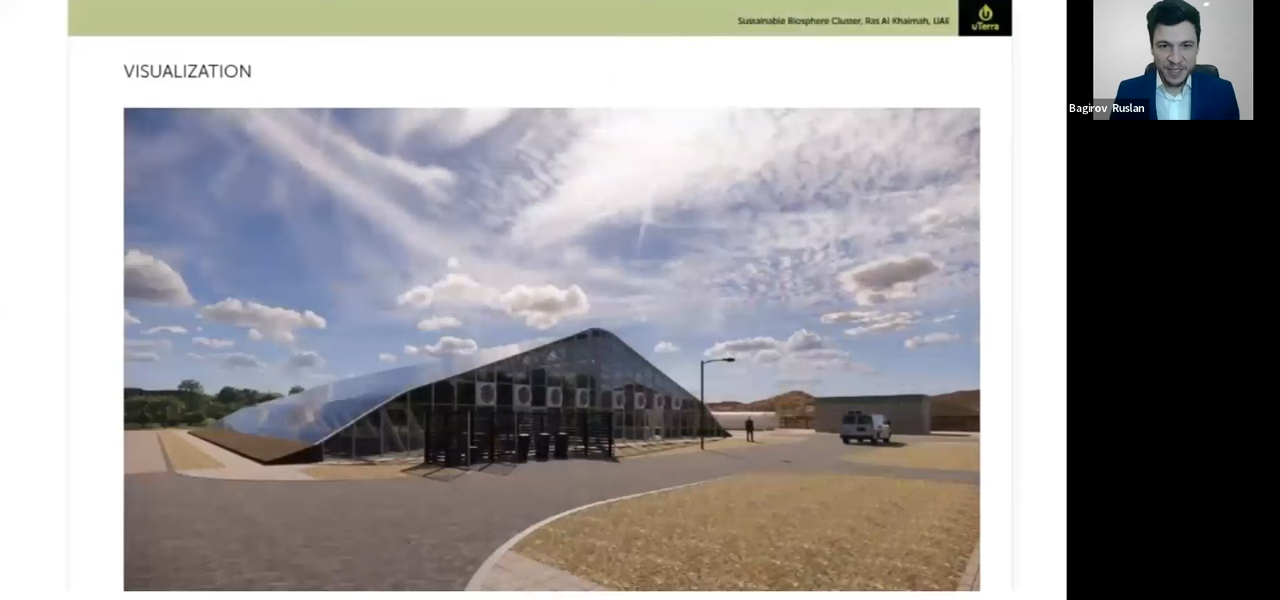 Sustainable Biosphere Cluster, Ras Al Khaimah, UAE
uTerra
VISUALIZATION
Bagirov Ruslan